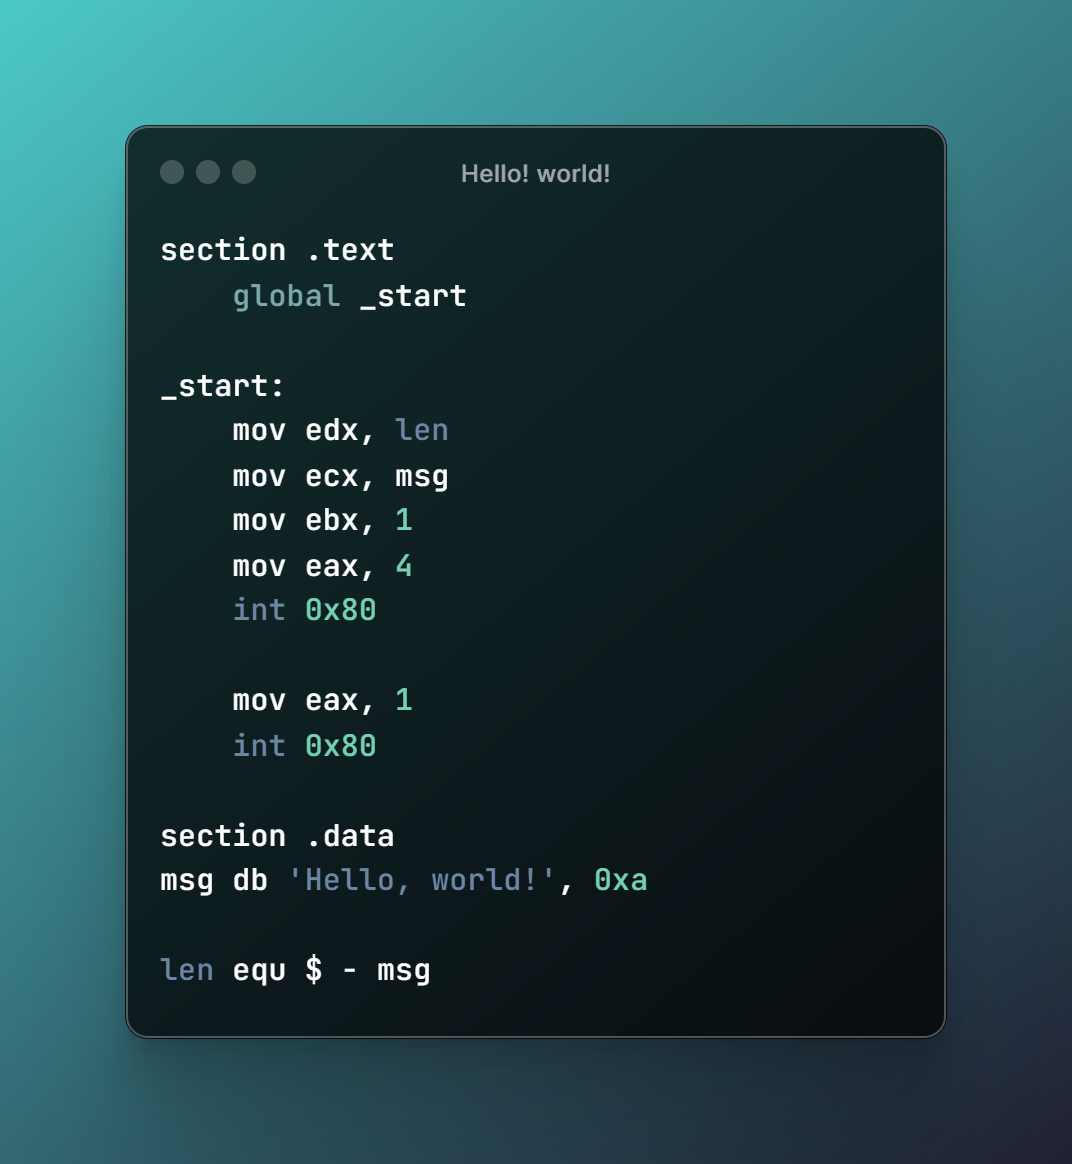 Hello! world!
section .text
    global _start
_start:
    mov edx, len
    mov ecx, msg
    mov ebx, 1
    mov eax, 4
    int 0x80
    mov eax, 1
    int 0x80
section .data
msg db 'Hello, world!', 0xa
len equ $ - msg